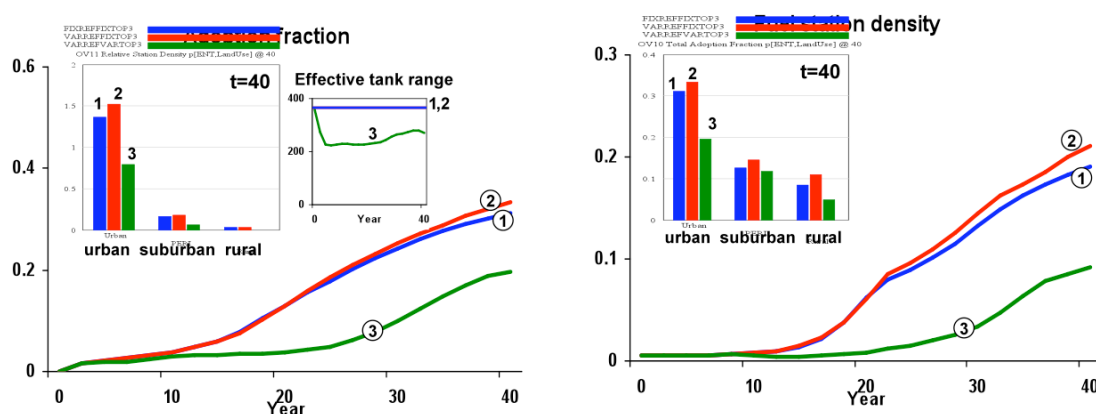 FIXREFFIXTOP3
VARREFFIXTOP3
VARREFVARTOP3
fraction
OV11 Relative Station Density p[ENT,LandUse] @ 40
0.6
0.4
0.2
0
2
1.5
1
0.5
0
t=40
1
2
3
Urban
urban suburban rural
Effective tank range
400
200
0
1,2
3
0 Year 40
2
1
3
0 10 20 30 40
Year
FIXREFFIXTOP3
VARREFFIXTOP3
VARREFVARTOP3
Fuel station density
OV10 Total Adoption Fraction p[ENT,LandUse] @ 40
0.3
0.2
0.1
0
0.4
0.3
0.2
0.1
0
t=40
1
2
3
Urban
urban suburban rural
2
1
3
0 10 20 30 40
Year